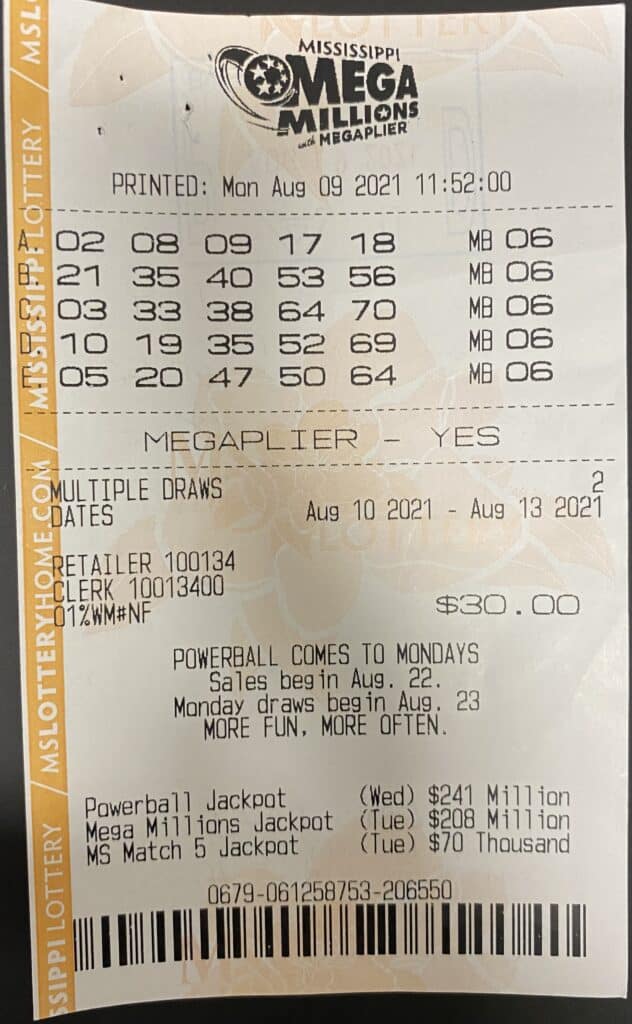 MISSISSIPPI
MEGA
MILLIONS
with MEGAPLIER
PRINTED: Mon Aug 09 2021 11:52:00
A. 02 08 09 17 18 MB 06
B. 21 35 40 53 56 MB 06
C. 03 33 38 64 70 MB 06
D. 10 19 35 52 69 MB 06
E. 05 20 47 50 64 MB 06
MEGAPLIER - YES
MULTIPLE DRAWS 2
DATES Aug 10 2021 - Aug 13 2021
RETAILER 100134
CLERK 10013400
01%WM#NF
$30.00
POWERBALL COMES TO MONDAYS
Sales begin Aug. 22.
Monday draws begin Aug. 23
MORE FUN, MORE OFTEN.
Powerball Jackpot (Wed) $241 Million
Mega Millions Jackpot (Tue) $208 Million
MS Match 5 Jackpot (Tue) $70 Thousand
0679-061258753-206550
SSIPPI LOTTERY / MSLOTTERYHOME.COM / MISSISSIPPI LOTTERY / MSL